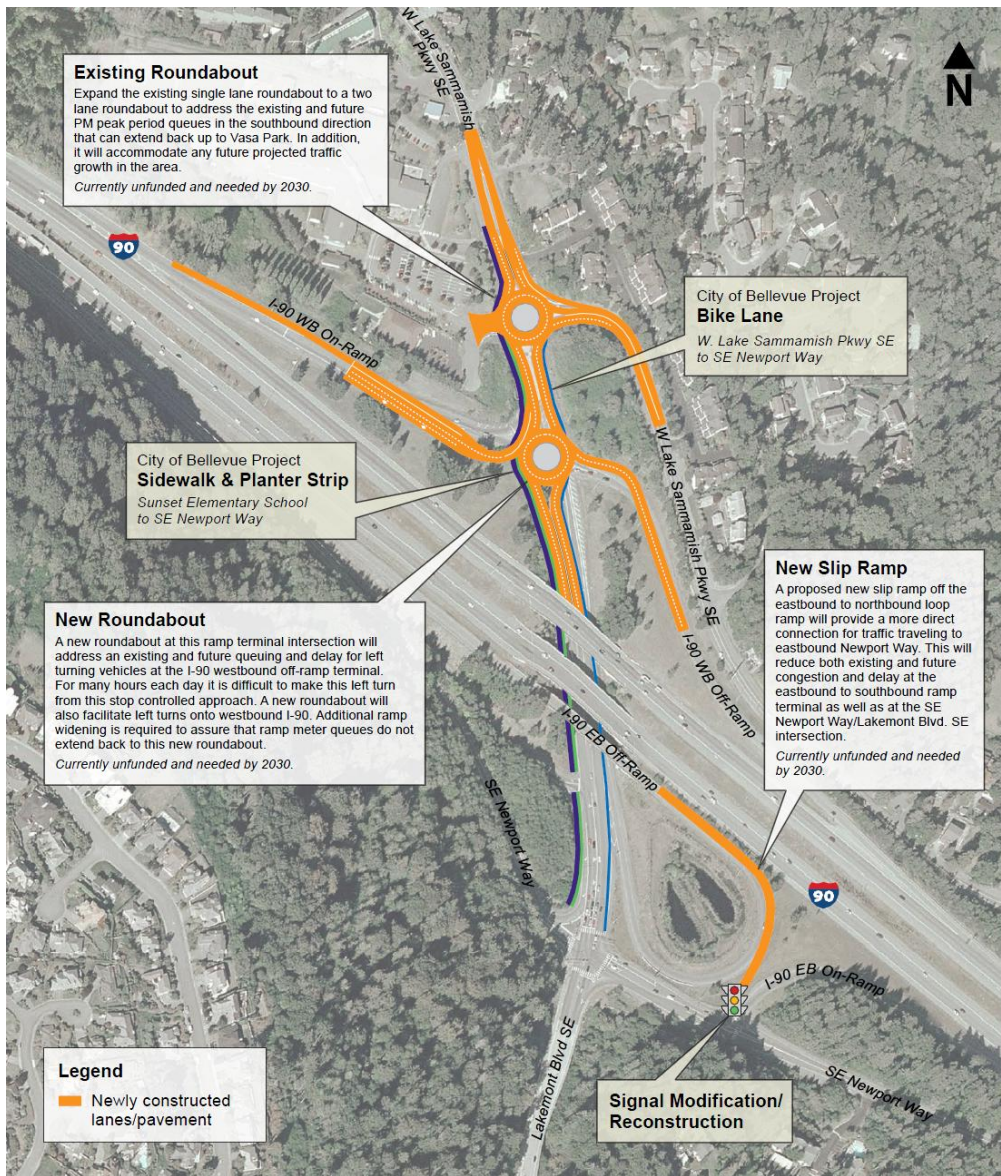 W Lake Sammamish
Pkwy SE
N
Existing Roundabout
Expand the existing single lane roundabout to a two
lane roundabout to address the existing and future
PM peak period queues in the southbound direction
that can extend back up to Vasa Park. In addition,
it will accommodate any future projected traffic
growth in the area.
Currently unfunded and needed by 2030.
90
I-90 WB On-Ramp
City of Bellevue Project
Bike Lane
W. Lake Sammamish Pkwy SE
to SE Newport Way
City of Bellevue Project
Sidewalk & Planter Strip
Sunset Elementary School
to SE Newport Way
W Lake Sammamish Pkwy SE
I-90 WB Off-Ramp
New Roundabout
A new roundabout at this ramp terminal intersection will
address an existing and future queuing and delay for left
turning vehicles at the I-90 westbound off-ramp terminal.
For many hours each day it is difficult to make this left turn
from this stop controlled approach. A new roundabout will
also facilitate left turns onto westbound I-90. Additional ramp
widening is required to assure that ramp meter queues do not
extend back to this new roundabout.
Currently unfunded and needed by 2030.
New Slip Ramp
A proposed new slip ramp off the
eastbound to northbound loop
ramp will provide a more direct
connection for traffic traveling to
eastbound Newport Way. This will
reduce both existing and future
congestion and delay at the
eastbound to southbound ramp
terminal as well as at the SE
Newport Way/Lakemont Blvd. SE
intersection.
Currently unfunded and needed
by 2030.
I-90 EB Off-Ramp
SE Newport Way
90
I-90 EB On-Ramp
Lakemont Blvd SE
SE Newport Way
Signal Modification/
Reconstruction
Legend
Newly constructed
lanes/pavement